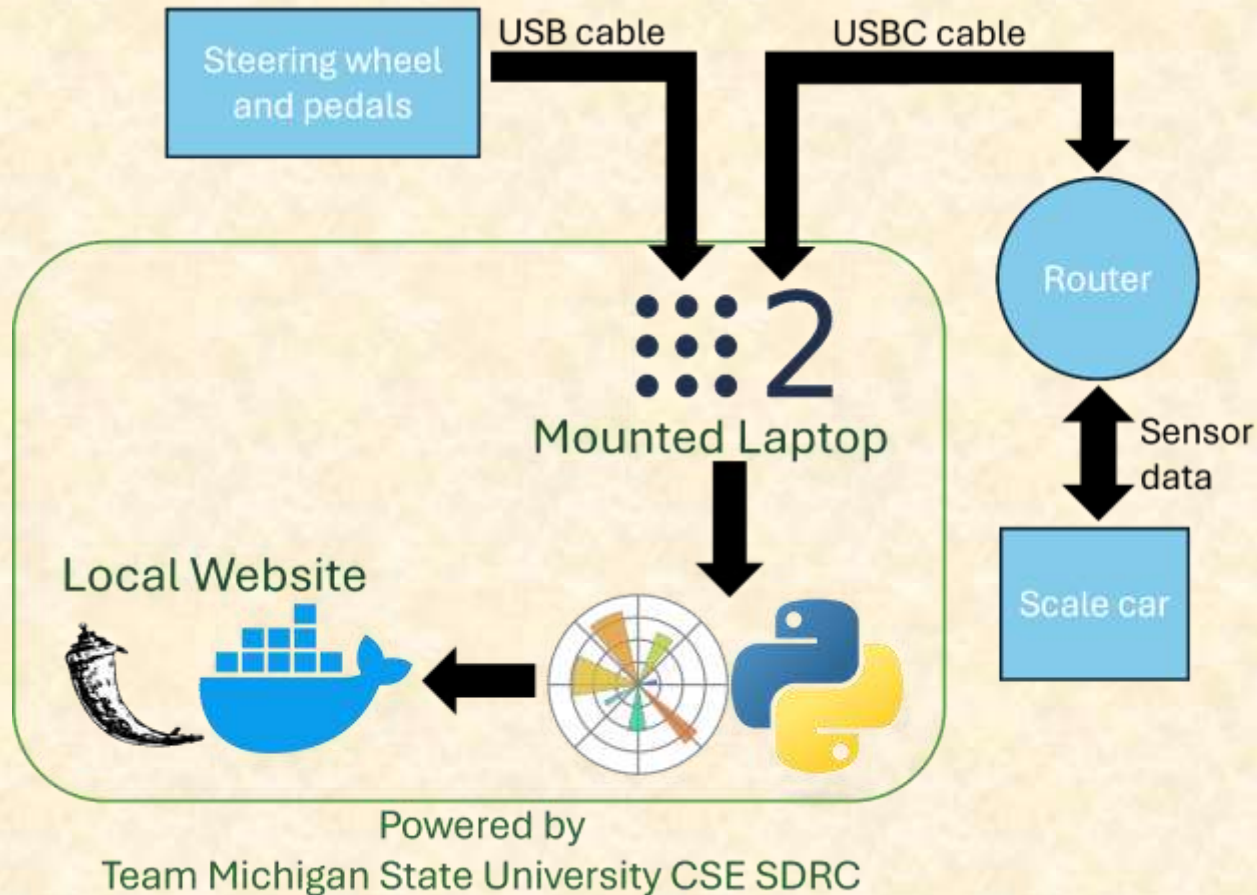 USB cable
USBC cable
Steering wheel
and pedals
Router
2
Mounted Laptop
Sensor
data
Scale car
Local Website
Powered by
Team Michigan State University CSE SDRC